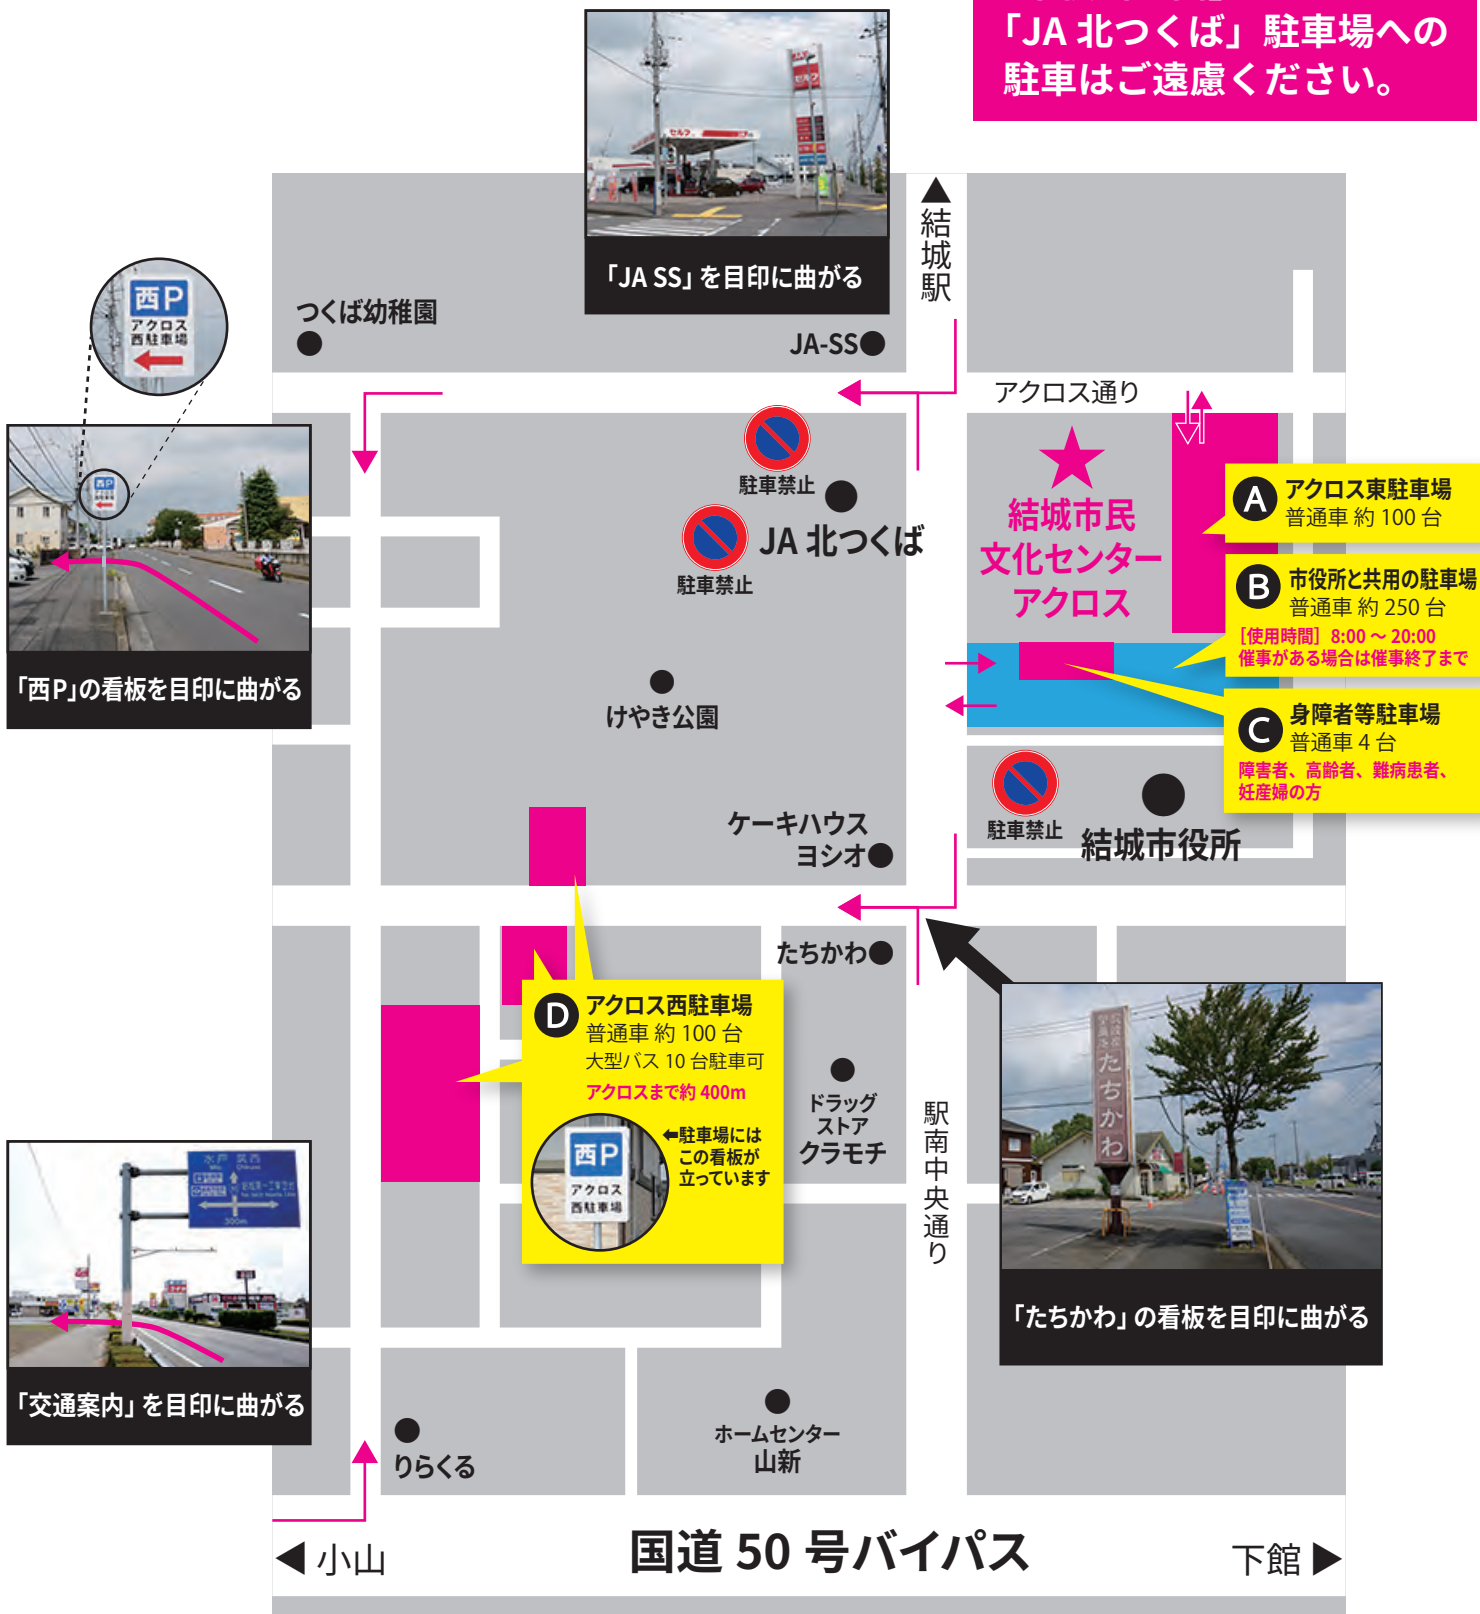 「JA 北つくば」駐車場への
駐車はご遠慮ください。
セルフ
セルフ
「JA SS」を目印に曲がる
▲結城駅
西P
アクロス
西駐車場
つくば幼稚園
JA-SS
アクロス通り
西P
「西P」の看板を目印に曲がる
駐車禁止
JA 北つくば
駐車禁止
結城市民
文化センター
アクロス
A アクロス東駐車場
普通車 約 100 台
B 市役所と共用の駐車場
普通車 約 250 台
[使用時間] 8:00 ～ 20:00
催事がある場合は催事終了まで
C 身障者等駐車場
普通車 4 台
障害者、高齢者、難病患者、
妊産婦の方
けやき公園
ケーキハウス
ヨシオ
駐車禁止
結城市役所
たちかわ
D アクロス西駐車場
普通車 約 100 台
大型バス 10 台駐車可
アクロスまで約 400m
西P
アクロス
西駐車場
←駐車場には
この看板が
立っています
ドラッグ
ストア
クラモチ
駅南中央通り
たちかわ
「たちかわ」の看板を目印に曲がる
水戸 筑西
300m
「交通案内」を目印に曲がる
りらくる
ホームセンター
山新
◀ 小山
国道 50 号バイパス
下館 ▶